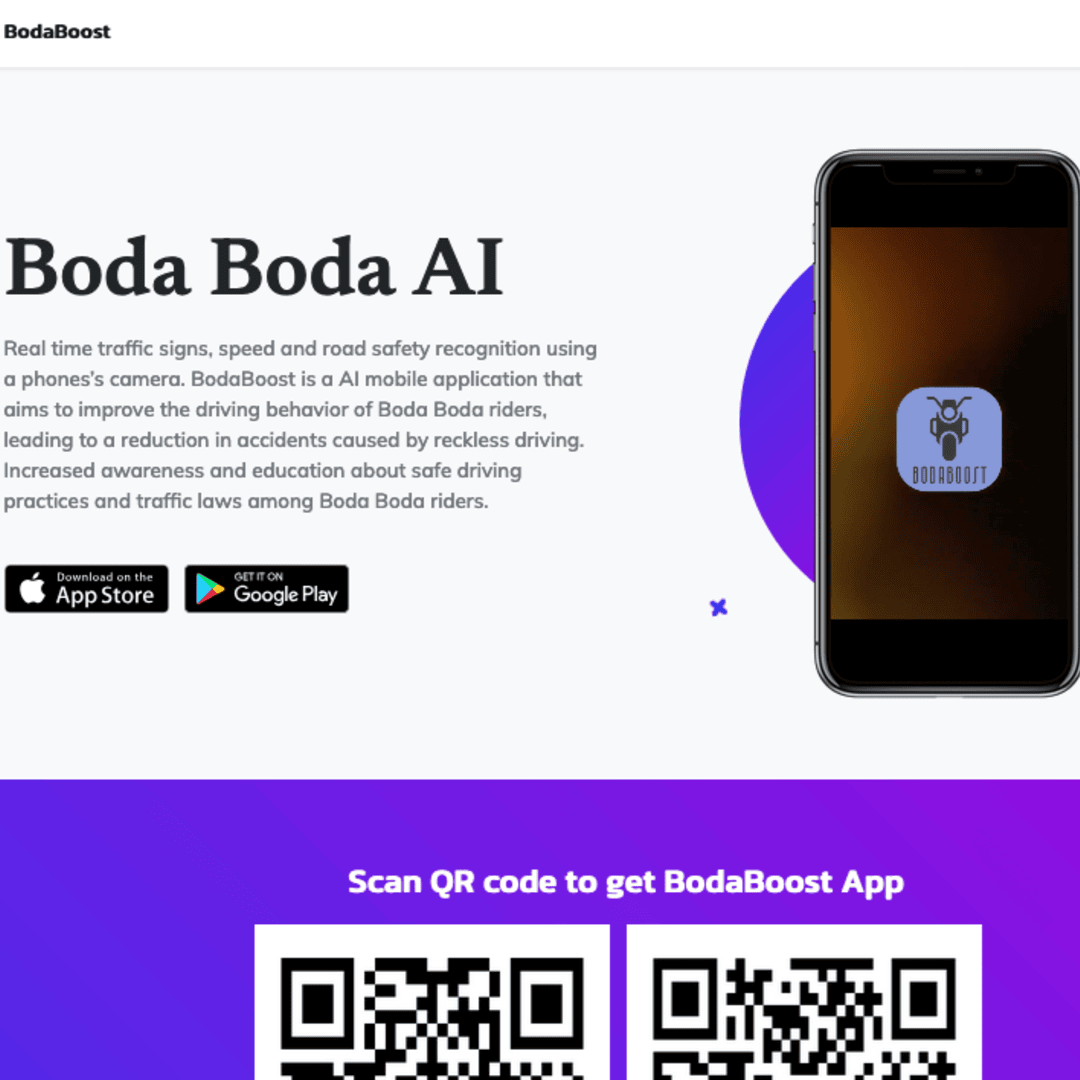 BodaBoost
Boda Boda AI
Real time traffic signs, speed and road safety recognition using
a phones's camera. BodaBoost is a AI mobile application that
aims to improve the driving behavior of Boda Boda riders,
leading to a reduction in accidents caused by reckless driving.
Increased awareness and education about safe driving
practices and traffic laws among Boda Boda riders.
Download on the
App Store
GET IT ON
Google Play
BODABOOST
Scan QR code to get BodaBoost App